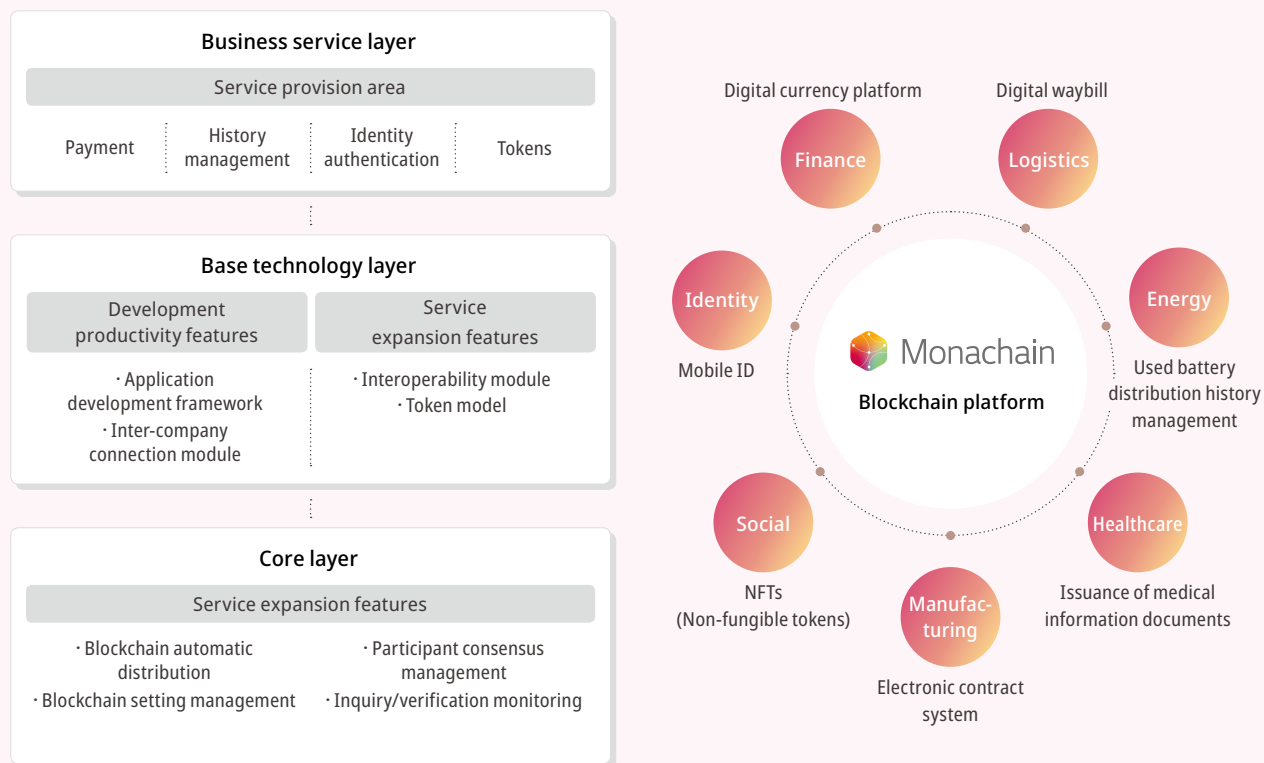 Business service layer
Service provision area
Payment
History
management
Identity
authentication
Tokens
Base technology layer
Development
productivity features
Service
expansion features
· Application
development framework
· Inter-company
connection module
· Interoperability module
· Token model
Core layer
Service expansion features
· Blockchain automatic
distribution
· Blockchain setting management
· Participant consensus
management
· Inquiry/verification monitoring
Digital currency platform
Finance
Digital waybill
Logistics
Identity
Mobile ID
Energy
Used battery
distribution history
management
Monachain
Blockchain platform
Social
NFTs
(Non-fungible tokens)
Manufac-
turing
Electronic contract
system
Healthcare
Issuance of medical
information documents